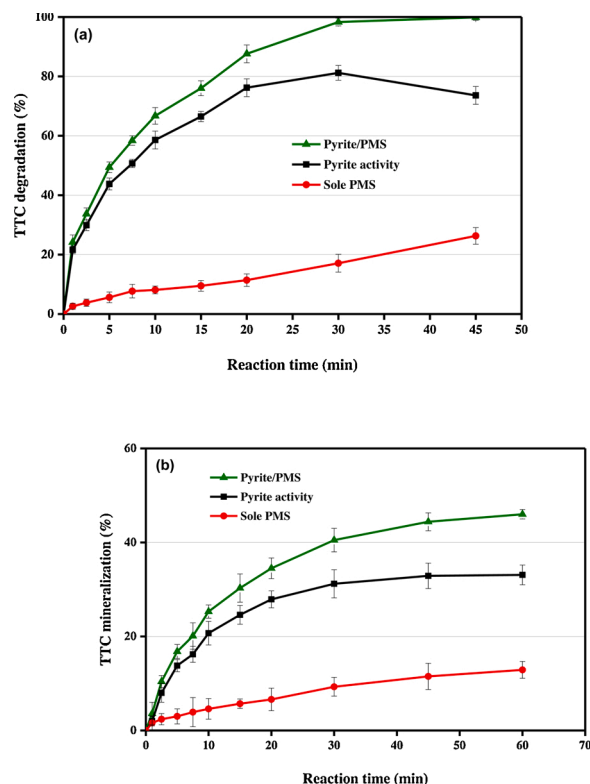 100
(a)
80
60
40
20
0
TTC degradation (%)
Pyrite/PMS
Pyrite activity
Sole PMS
0 5 10 15 20 25 30 35 40 45 50
Reaction time (min)
60
(b)
40
20
0
TTC mineralization (%)
Pyrite/PMS
Pyrite activity
Sole PMS
0 10 20 30 40 50 60 70
Reaction time (min)